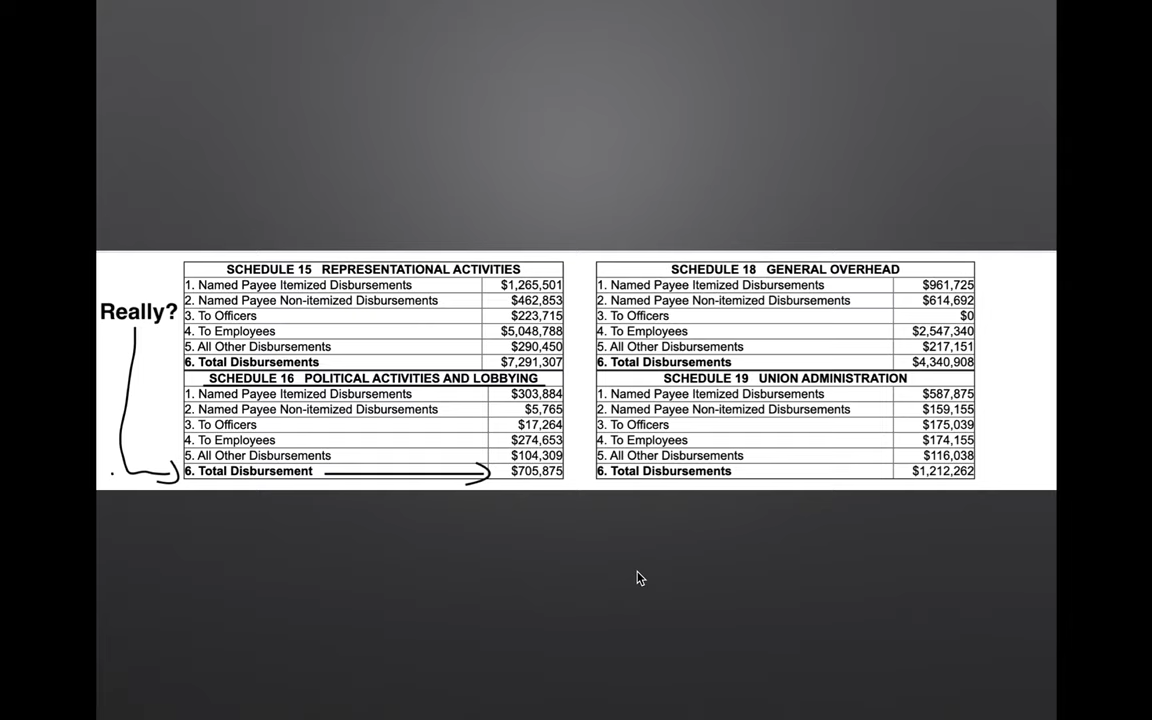 Really?
SCHEDULE 15 REPRESENTATIONAL ACTIVITIES
1. Named Payee Itemized Disbursements $1,265,501
2. Named Payee Non-itemized Disbursements $462,853
3. To Officers $223,715
4. To Employees $5,048,788
5. All Other Disbursements $290,450
6. Total Disbursements $7,291,307
SCHEDULE 16 POLITICAL ACTIVITIES AND LOBBYING
1. Named Payee Itemized Disbursements $303,884
2. Named Payee Non-itemized Disbursements $5,765
3. To Officers $17,264
4. To Employees $274,653
5. All Other Disbursements $104,309
6. Total Disbursement $705,875
SCHEDULE 18 GENERAL OVERHEAD
1. Named Payee Itemized Disbursements $961,725
2. Named Payee Non-itemized Disbursements $614,692
3. To Officers $0
4. To Employees $2,547,340
5. All Other Disbursements $217,151
6. Total Disbursements $4,340,908
SCHEDULE 19 UNION ADMINISTRATION
1. Named Payee Itemized Disbursements $587,875
2. Named Payee Non-itemized Disbursements $159,155
3. To Officers $175,039
4. To Employees $174,155
5. All Other Disbursements $116,038
6. Total Disbursements $1,212,262